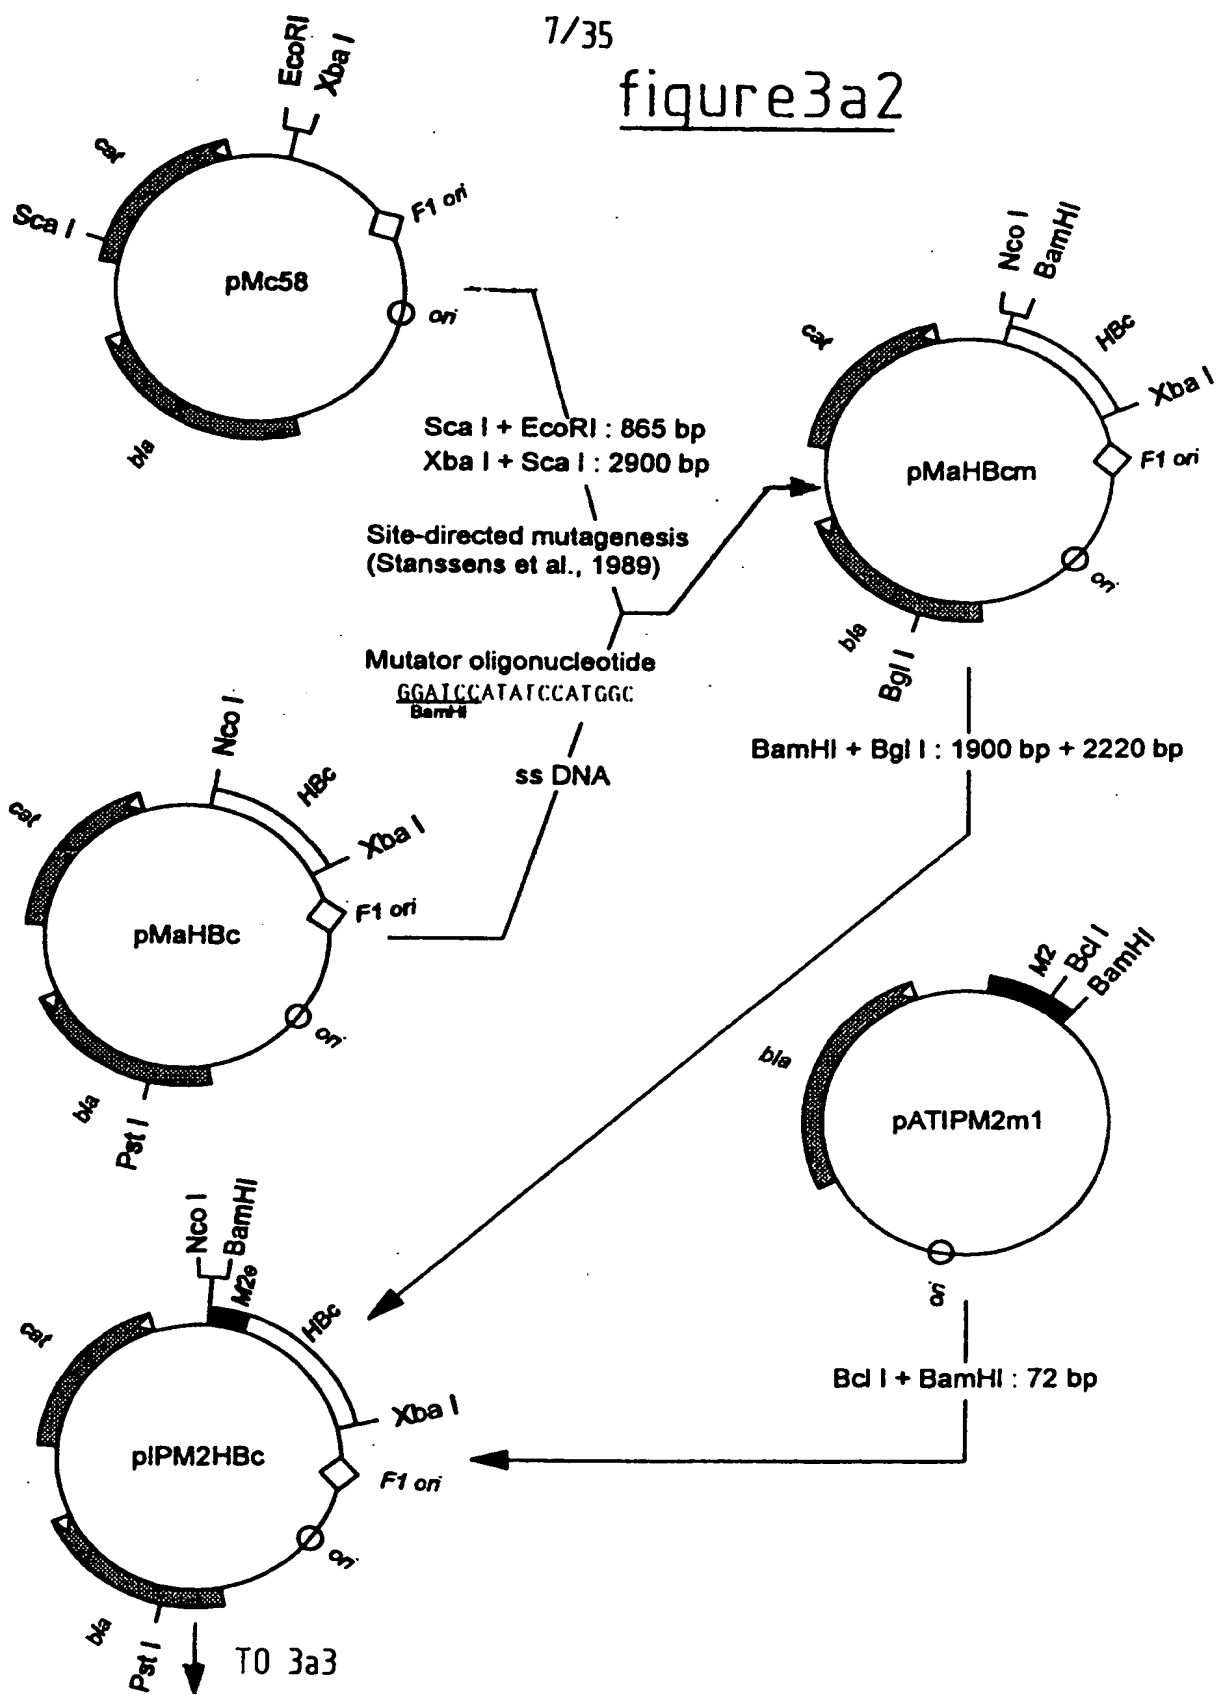 7/35
figure3a2
EcoRI
Xba I
cat
Sca I
F1 ori
pMc58
ori
bla
Sca I + EcoRI : 865 bp
Xba I + Sca I : 2900 bp
Site-directed mutagenesis
(Stanssens et al., 1989)
Mutator oligonucleotide
GGATCCATATCCATGGC
BamHI
ss DNA
Nco I
BamHI
cat
HBc
Xba I
F1 ori
pMaHBcm
ori
bla
Bgl I
BamHI + Bgl I : 1900 bp + 2220 bp
Nco I
HBc
cat
Xba I
F1 ori
pMaHBc
ori
bla
Pst I
M2
Bcl I
BamHI
bla
pATIPM2m1
ori
Bcl I + BamHI : 72 bp
Nco I
BamHI
M2e
HBc
cat
Xba I
pIPM2HBc
F1 ori
ori
bla
Pst I
TO 3a3